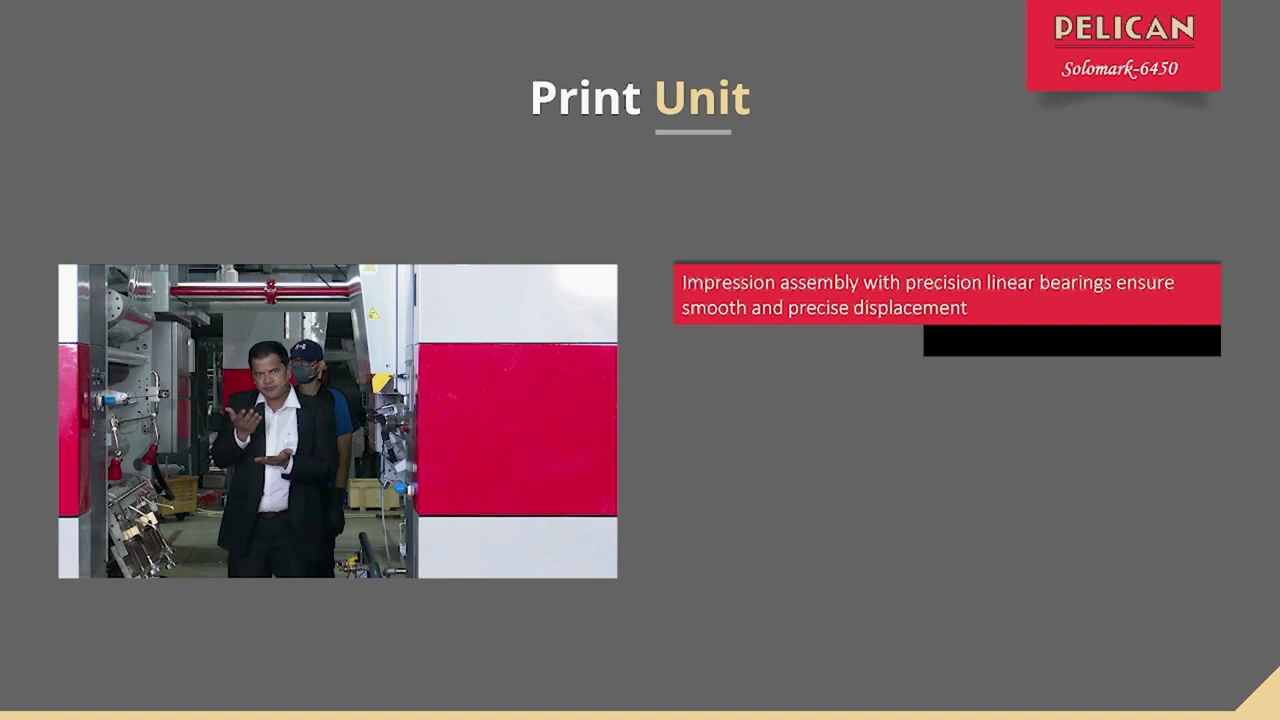 PELICAN
Solomark-6450
Print Unit
Impression assembly with precision linear bearings ensure
smooth and precise displacement